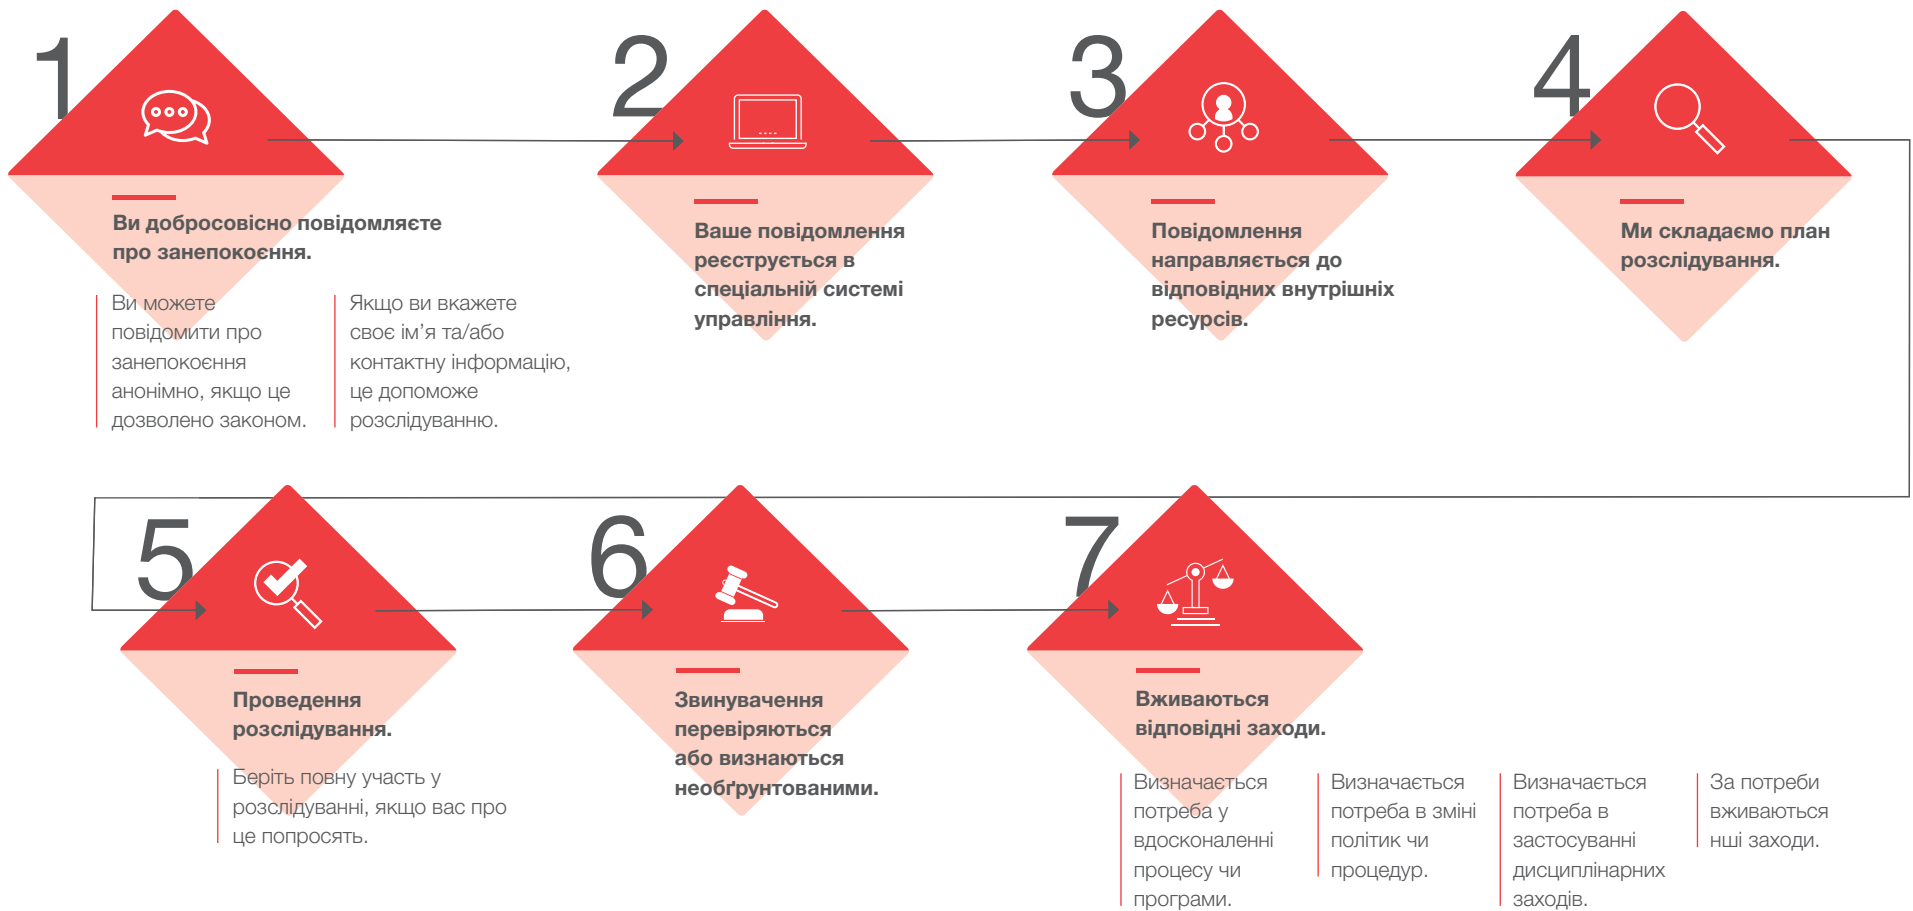 1
Ви добросовісно повідомляєте
про занепокоєння.
Ви можете
повідомити про
занепокоєння
анонімно, якщо це
дозволено законом.
Якщо ви вкажете
своє ім’я та/або
контактну інформацію,
це допоможе
розслідуванню.
2
Ваше повідомлення
реєструється в
спеціальній системі
управління.
3
Повідомлення
направляється до
відповідних внутрішніх
ресурсів.
4
Ми складаємо план
розслідування.
5
Проведення
розслідування.
Беріть повну участь у
розслідуванні, якщо вас про
це попросять.
6
Звинувачення
перевіряються
або визнаються
необґрунтованими.
7
Вживаються
відповідні заходи.
Визначається
потреба у
вдосконаленні
процесу чи
програми.
Визначається
потреба в зміні
політик чи
процедур.
Визначається
потреба в
застосуванні
дисциплінарних
заходів.
За потреби
вживаються
нші заходи.